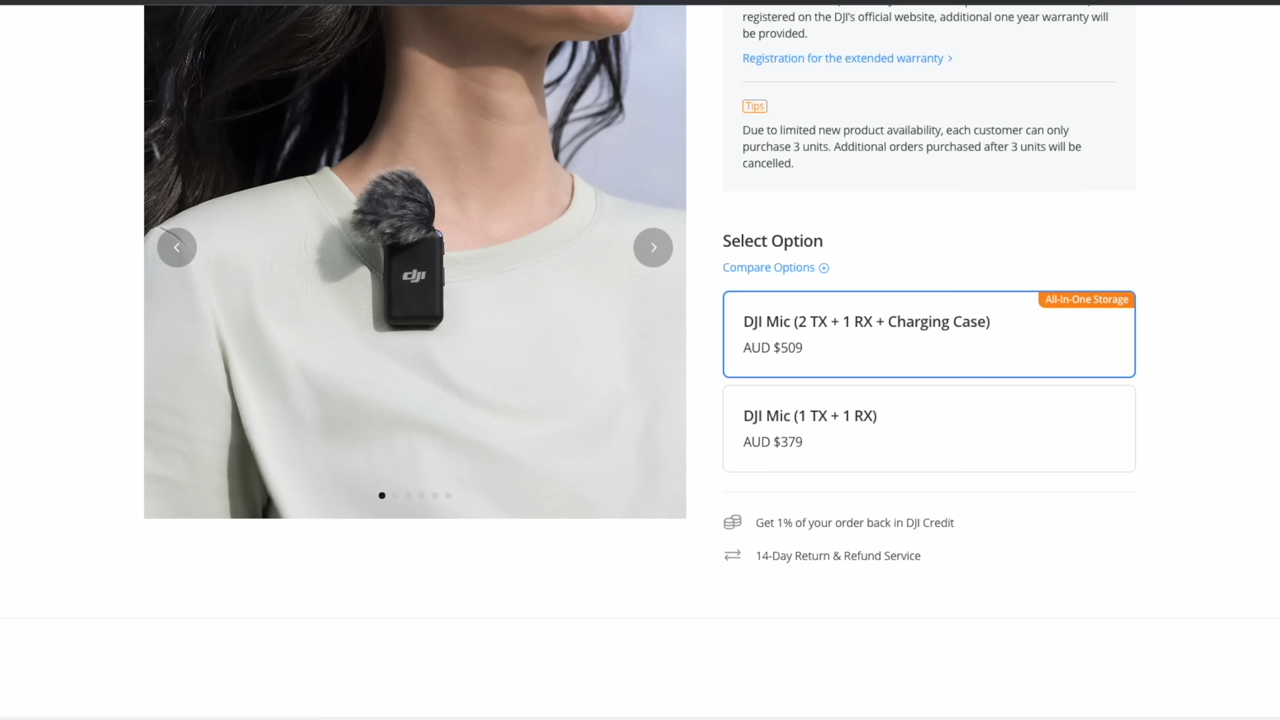 registered on the DJI's official website, additional one year warranty will
be provided.
Registration for the extended warranty >
Tips
Due to limited new product availability, each customer can only
purchase 3 units. Additional orders purchased after 3 units will be
cancelled.
dji
Select Option
Compare Options
All-In-One Storage
DJI Mic (2 TX + 1 RX + Charging Case)
AUD $509
DJI Mic (1 TX + 1 RX)
AUD $379
Get 1% of your order back in DJI Credit
14-Day Return & Refund Service